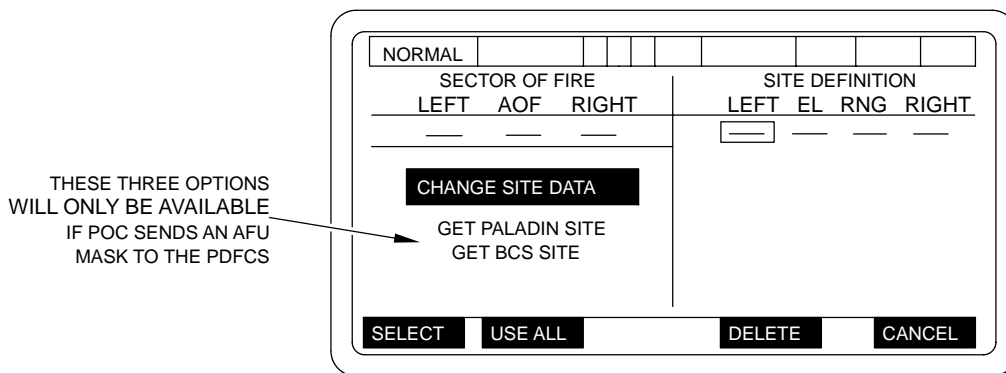 NORMAL
SECTOR OF FIRE
LEFT AOF RIGHT
SITE DEFINITION
LEFT EL RNG RIGHT
CHANGE SITE DATA
GET PALADIN SITE
GET BCS SITE
THESE THREE OPTIONS
WILL ONLY BE AVAILABLE
IF POC SENDS AN AFU
MASK TO THE PDFCS
SELECT USE ALL DELETE CANCEL